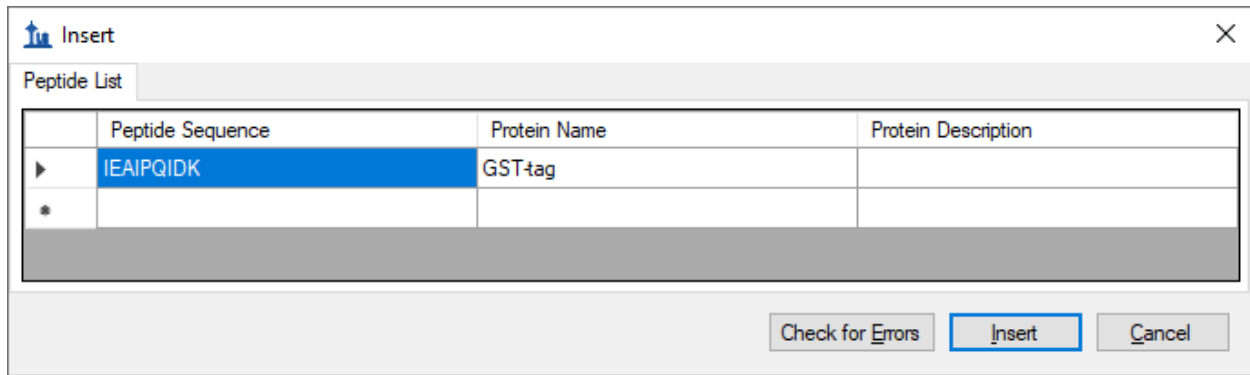 Insert
Peptide List
Peptide Sequence Protein Name Protein Description
IEAIPQIDK GST-tag
Check for Errors Insert Cancel